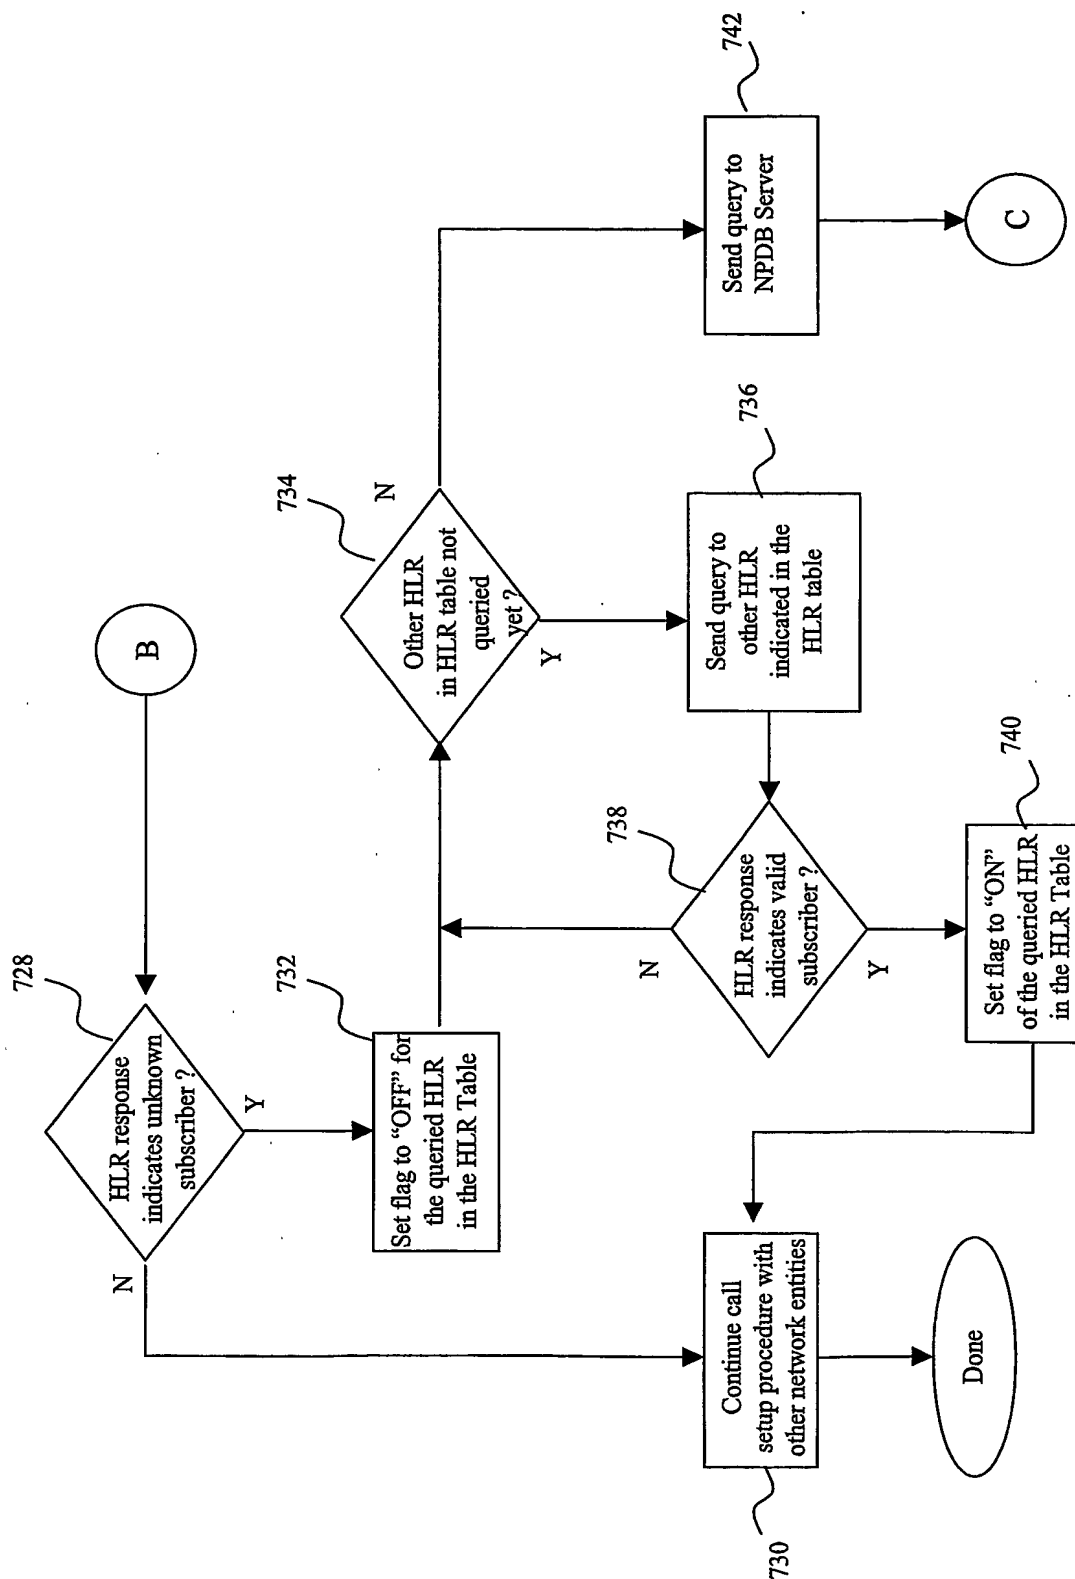 B
728
HLR response
indicates unknown
subscriber ?
N
Y
732
Set flag to “OFF” for
the queried HLR
in the HLR Table
734
Other HLR
in HLR table not
queried
yet ?
N
Y
736
Send query to
other HLR
indicated in the
HLR table
738
HLR response
indicates valid
subscriber ?
N
Y
740
Set flag to “ON”
of the queried HLR
in the HLR Table
742
Send query to
NPDB Server
C
730
Continue call
setup procedure with
other network entities
Done